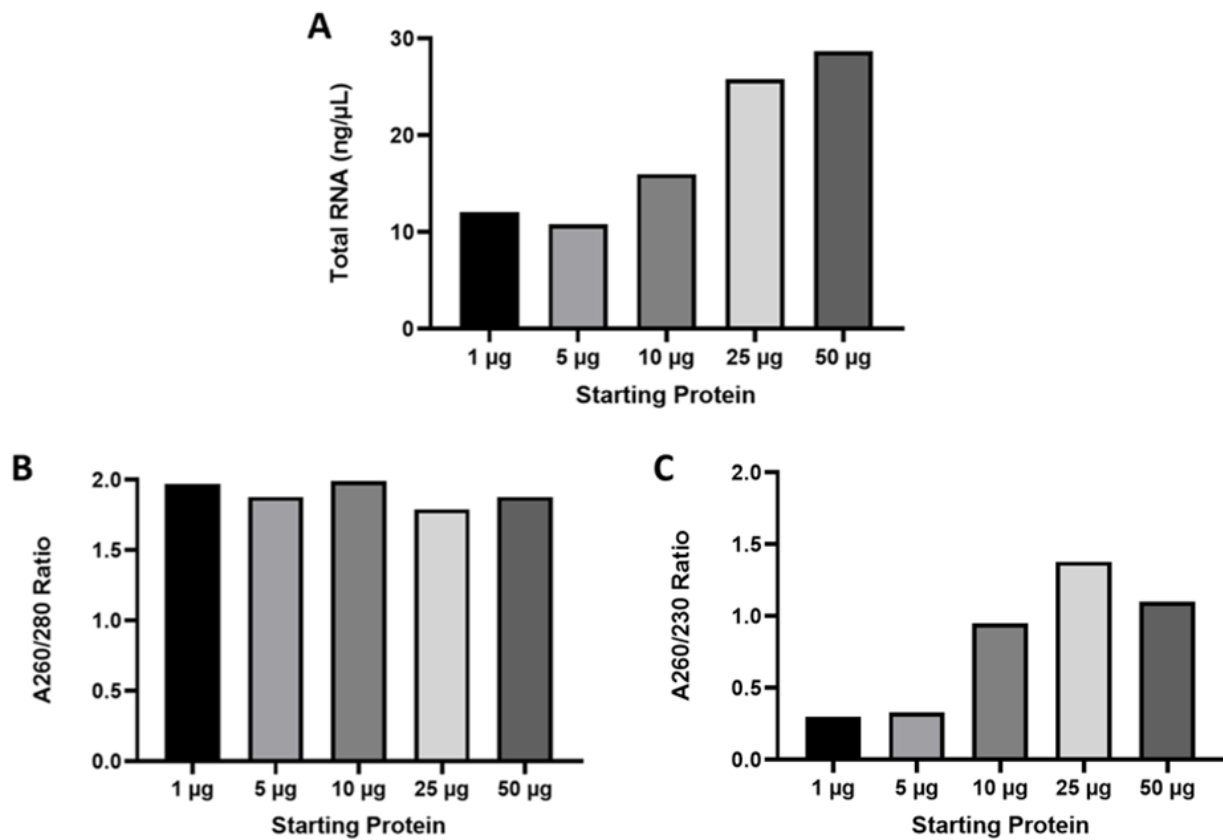 A
Total RNA (ng/µL)
30
20
10
0
1 µg 5 µg 10 µg 25 µg 50 µg
Starting Protein
B
A260/280 Ratio
2.0
1.5
1.0
0.5
0.0
1 µg 5 µg 10 µg 25 µg 50 µg
Starting Protein
C
A260/230 Ratio
2.0
1.5
1.0
0.5
0.0
1 µg 5 µg 10 µg 25 µg 50 µg
Starting Protein